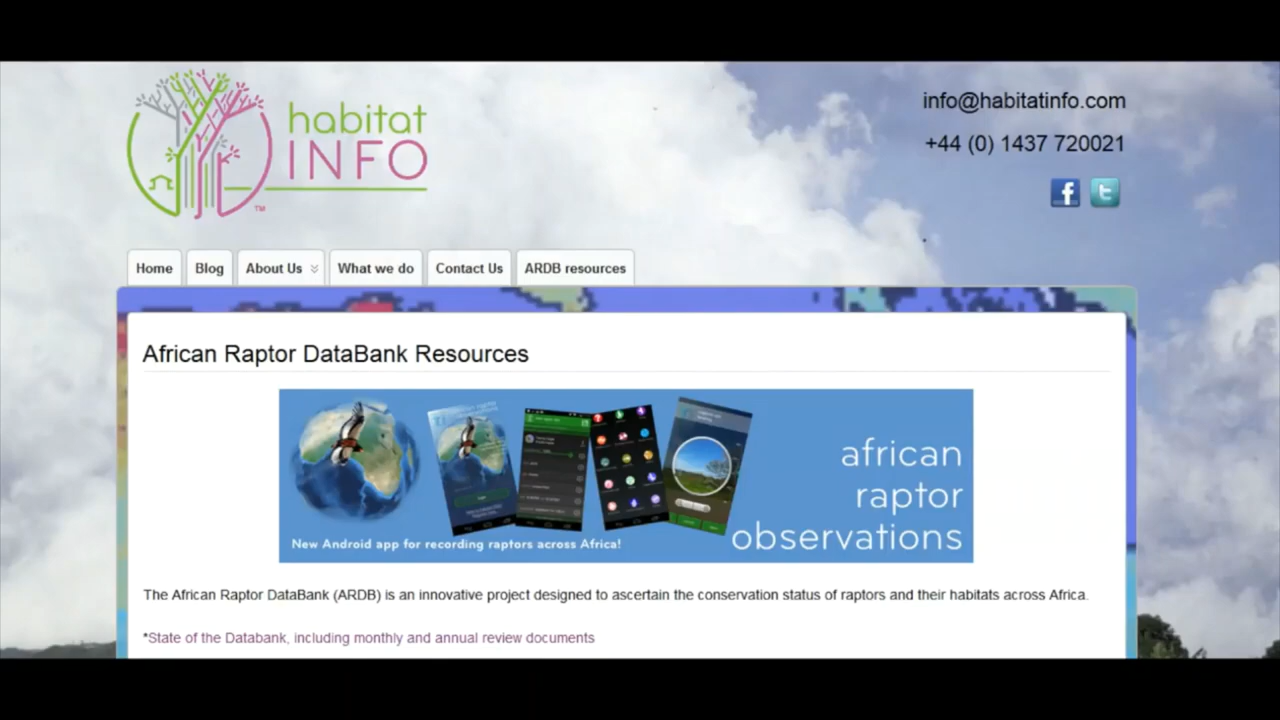 habitat
INFO
TM
info@habitatinfo.com
+44 (0) 1437 720021
Home
Blog
About Us
What we do
Contact Us
ARDB resources
African Raptor DataBank Resources
african
raptor
observations
New Android app for recording raptors across Africa!
The African Raptor DataBank (ARDB) is an innovative project designed to ascertain the conservation status of raptors and their habitats across Africa.
*State of the Databank, including monthly and annual review documents